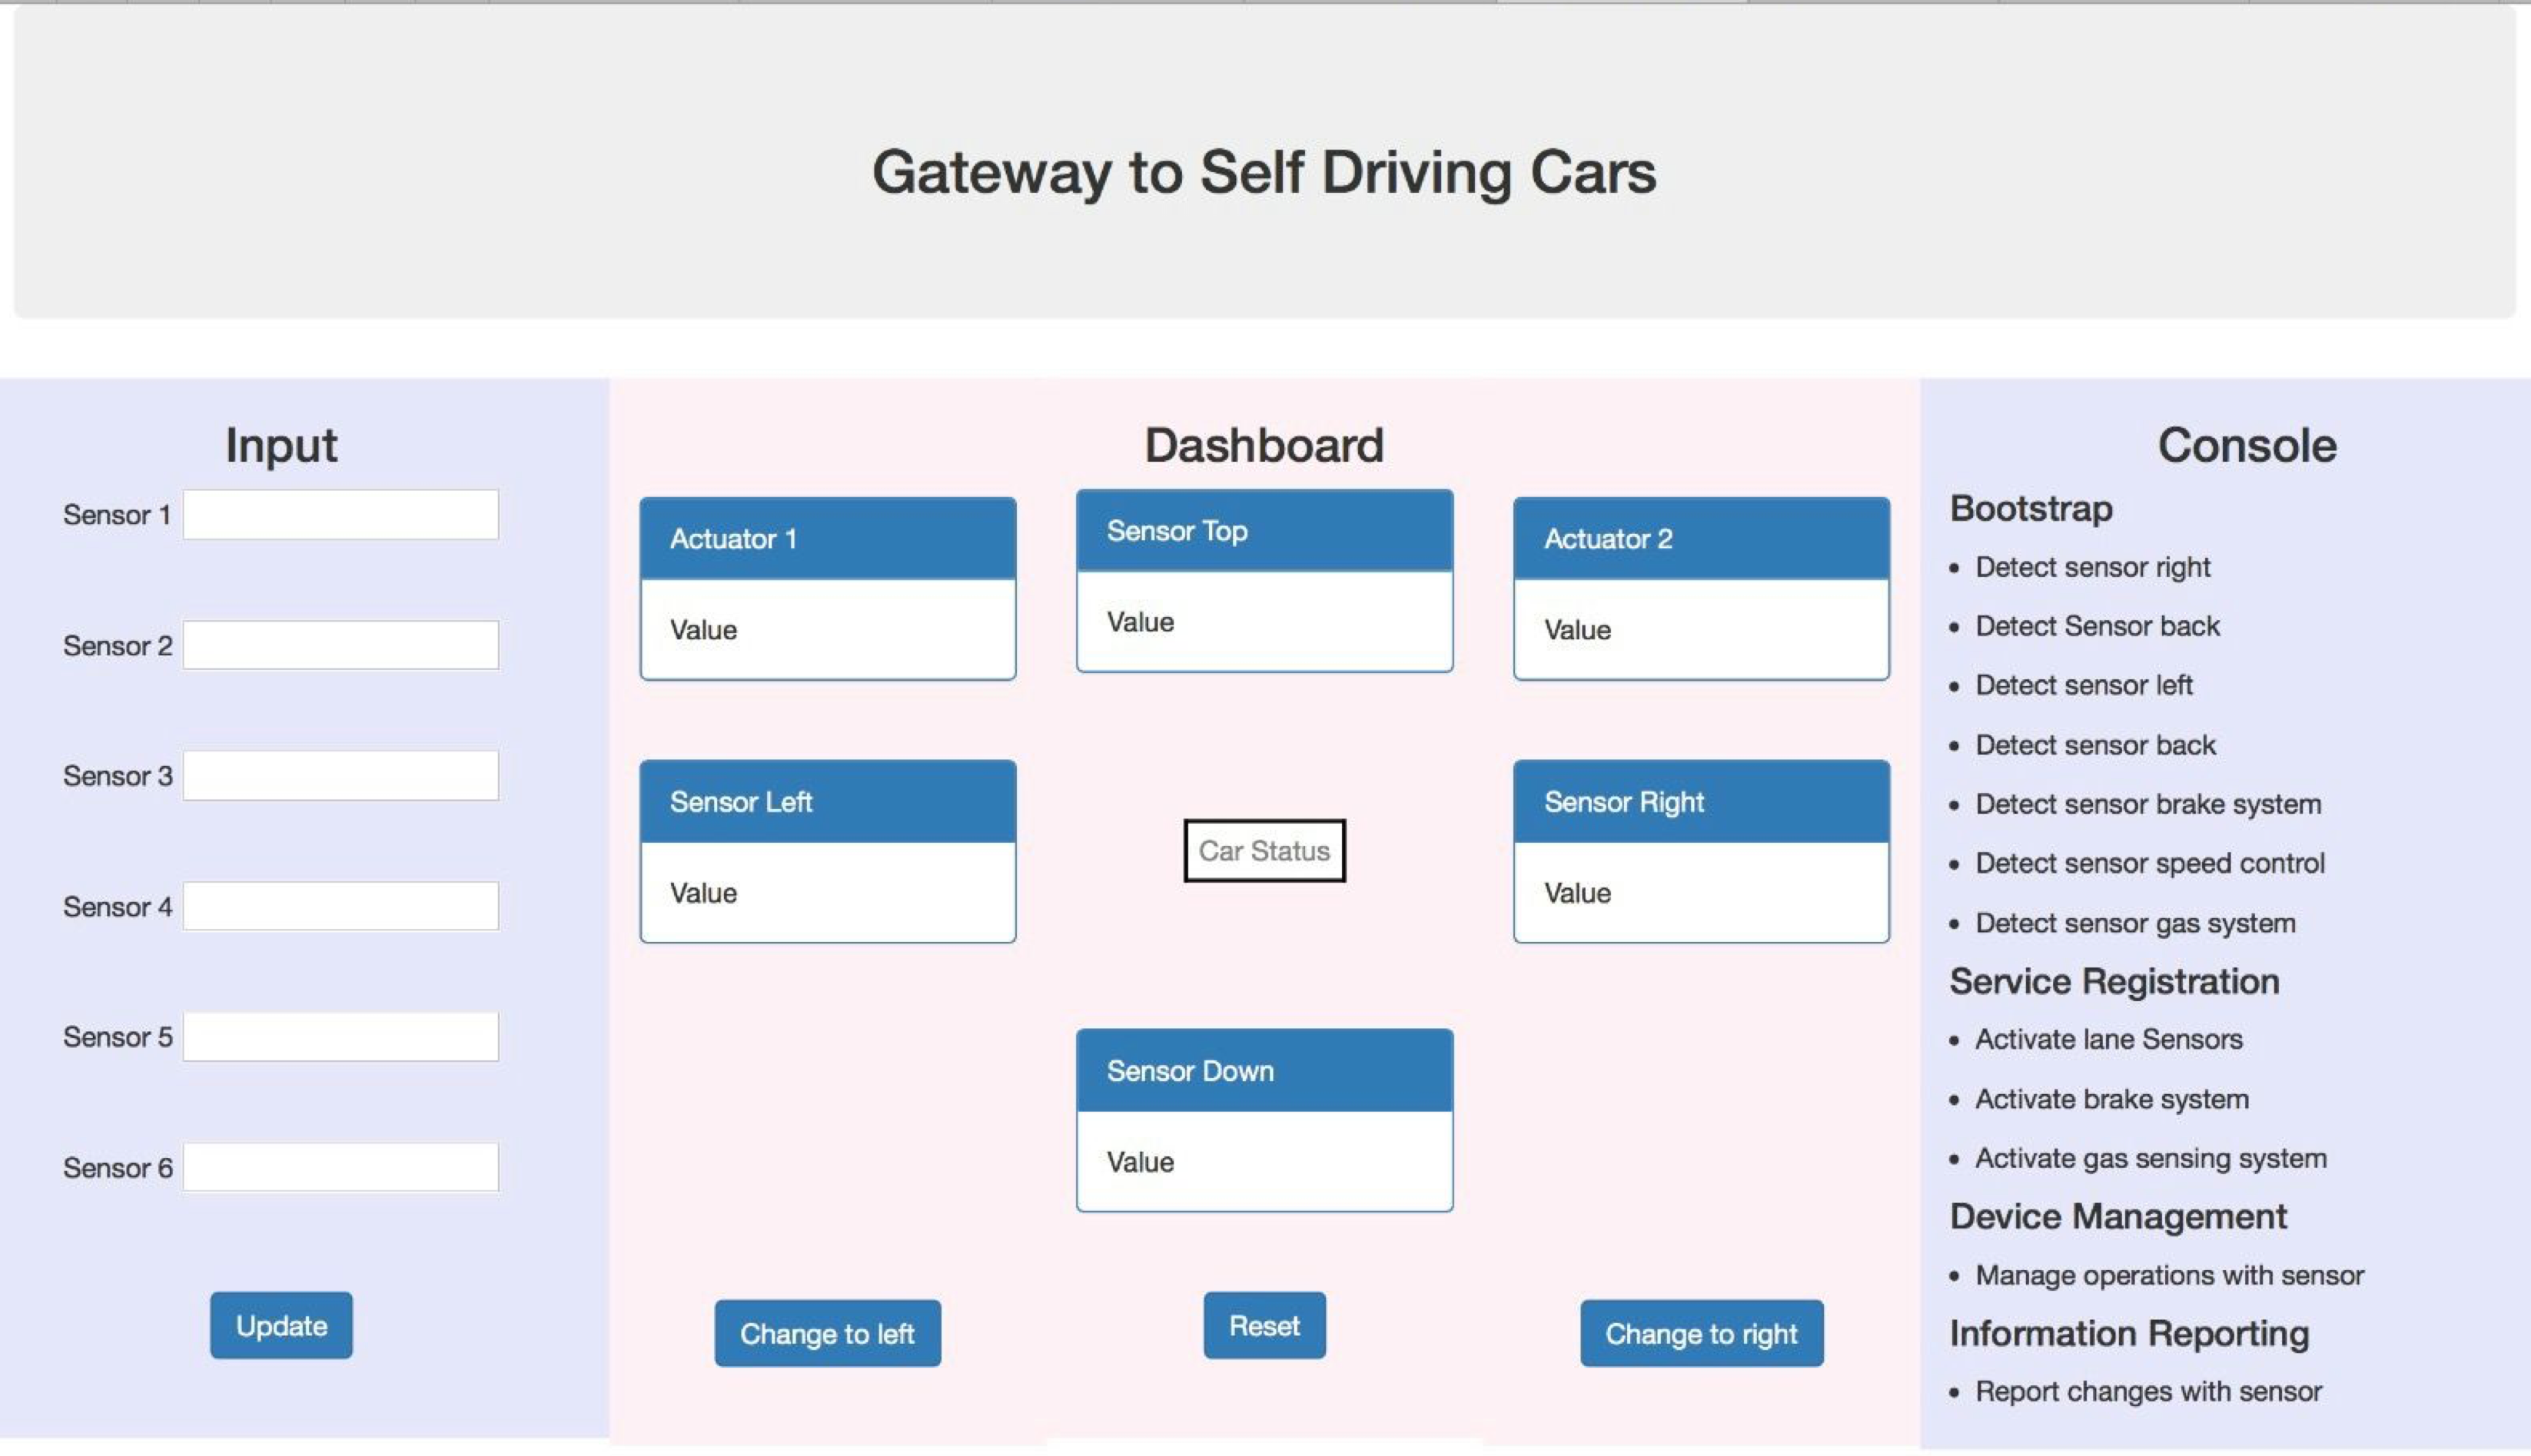 Gateway to Self Driving Cars
Input
Sensor 1
Sensor 2
Sensor 3
Sensor 4
Sensor 5
Sensor 6
Update
Dashboard
Actuator 1
Value
Sensor Top
Value
Actuator 2
Value
Sensor Left
Value
Car Status
Sensor Right
Value
Sensor Down
Value
Change to left
Reset
Change to right
Console
Bootstrap
• Detect sensor right
• Detect Sensor back
• Detect sensor left
• Detect sensor back
• Detect sensor brake system
• Detect sensor speed control
• Detect sensor gas system
Service Registration
• Activate lane Sensors
• Activate brake system
• Activate gas sensing system
Device Management
• Manage operations with sensor
Information Reporting
• Report changes with sensor